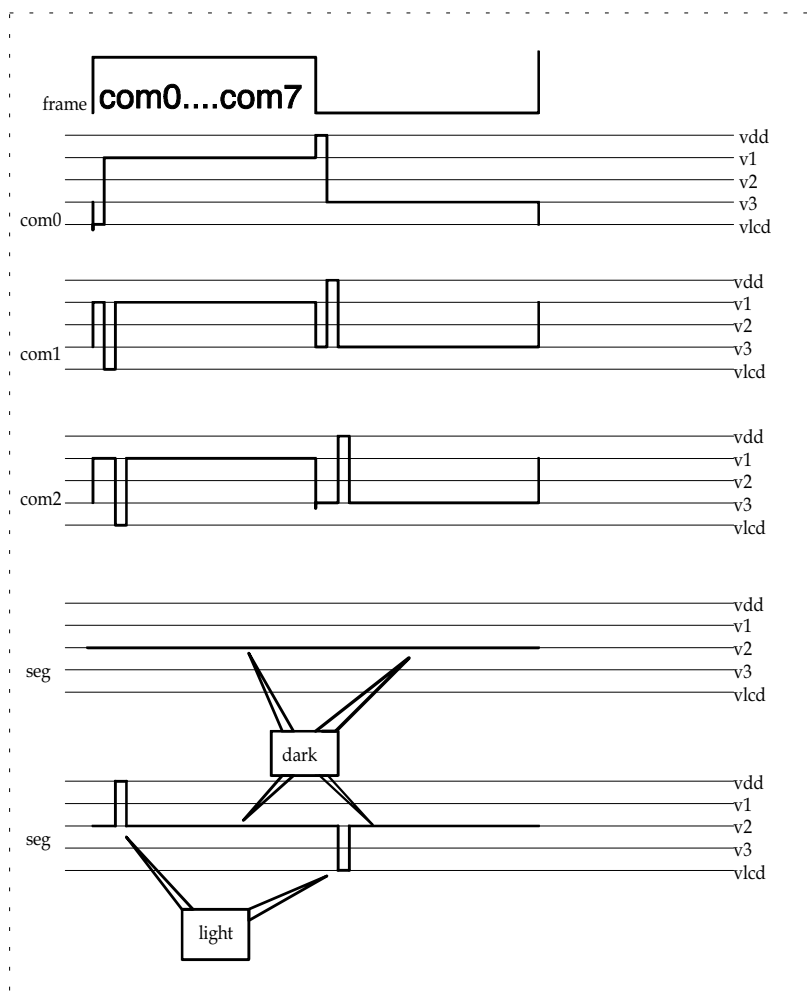 frame com0....com7
vdd
v1
v2
v3
com0 vlcd
vdd
v1
v2
v3
com1 vlcd
vdd
v1
v2
com2 v3
vlcd
vdd
v1
v2
seg v3
vlcd
dark
vdd
v1
v2
seg v3
vlcd
light